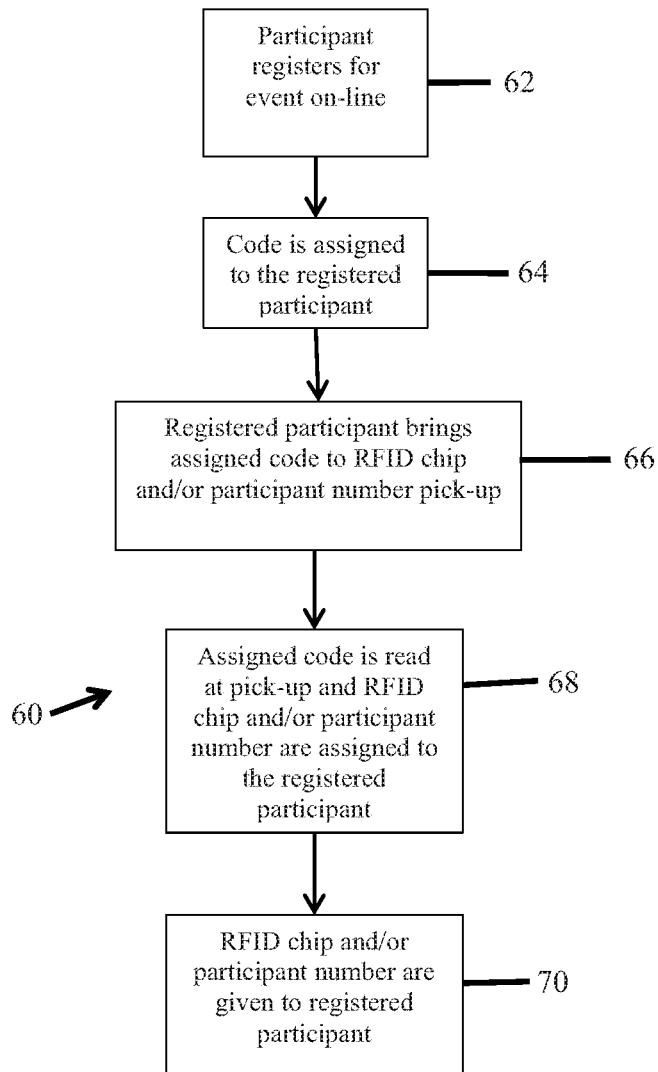 Participant
registers for
event on-line
62
Code is assigned
to the registered
participant
64
Registered participant brings
assigned code to RFID chip
and/or participant number pick-up
66
Assigned code is read
at pick-up and RFID
chip and/or participant
number are assigned to
the registered
participant
68
60
RFID chip and/or
participant number are
given to registered
participant
70